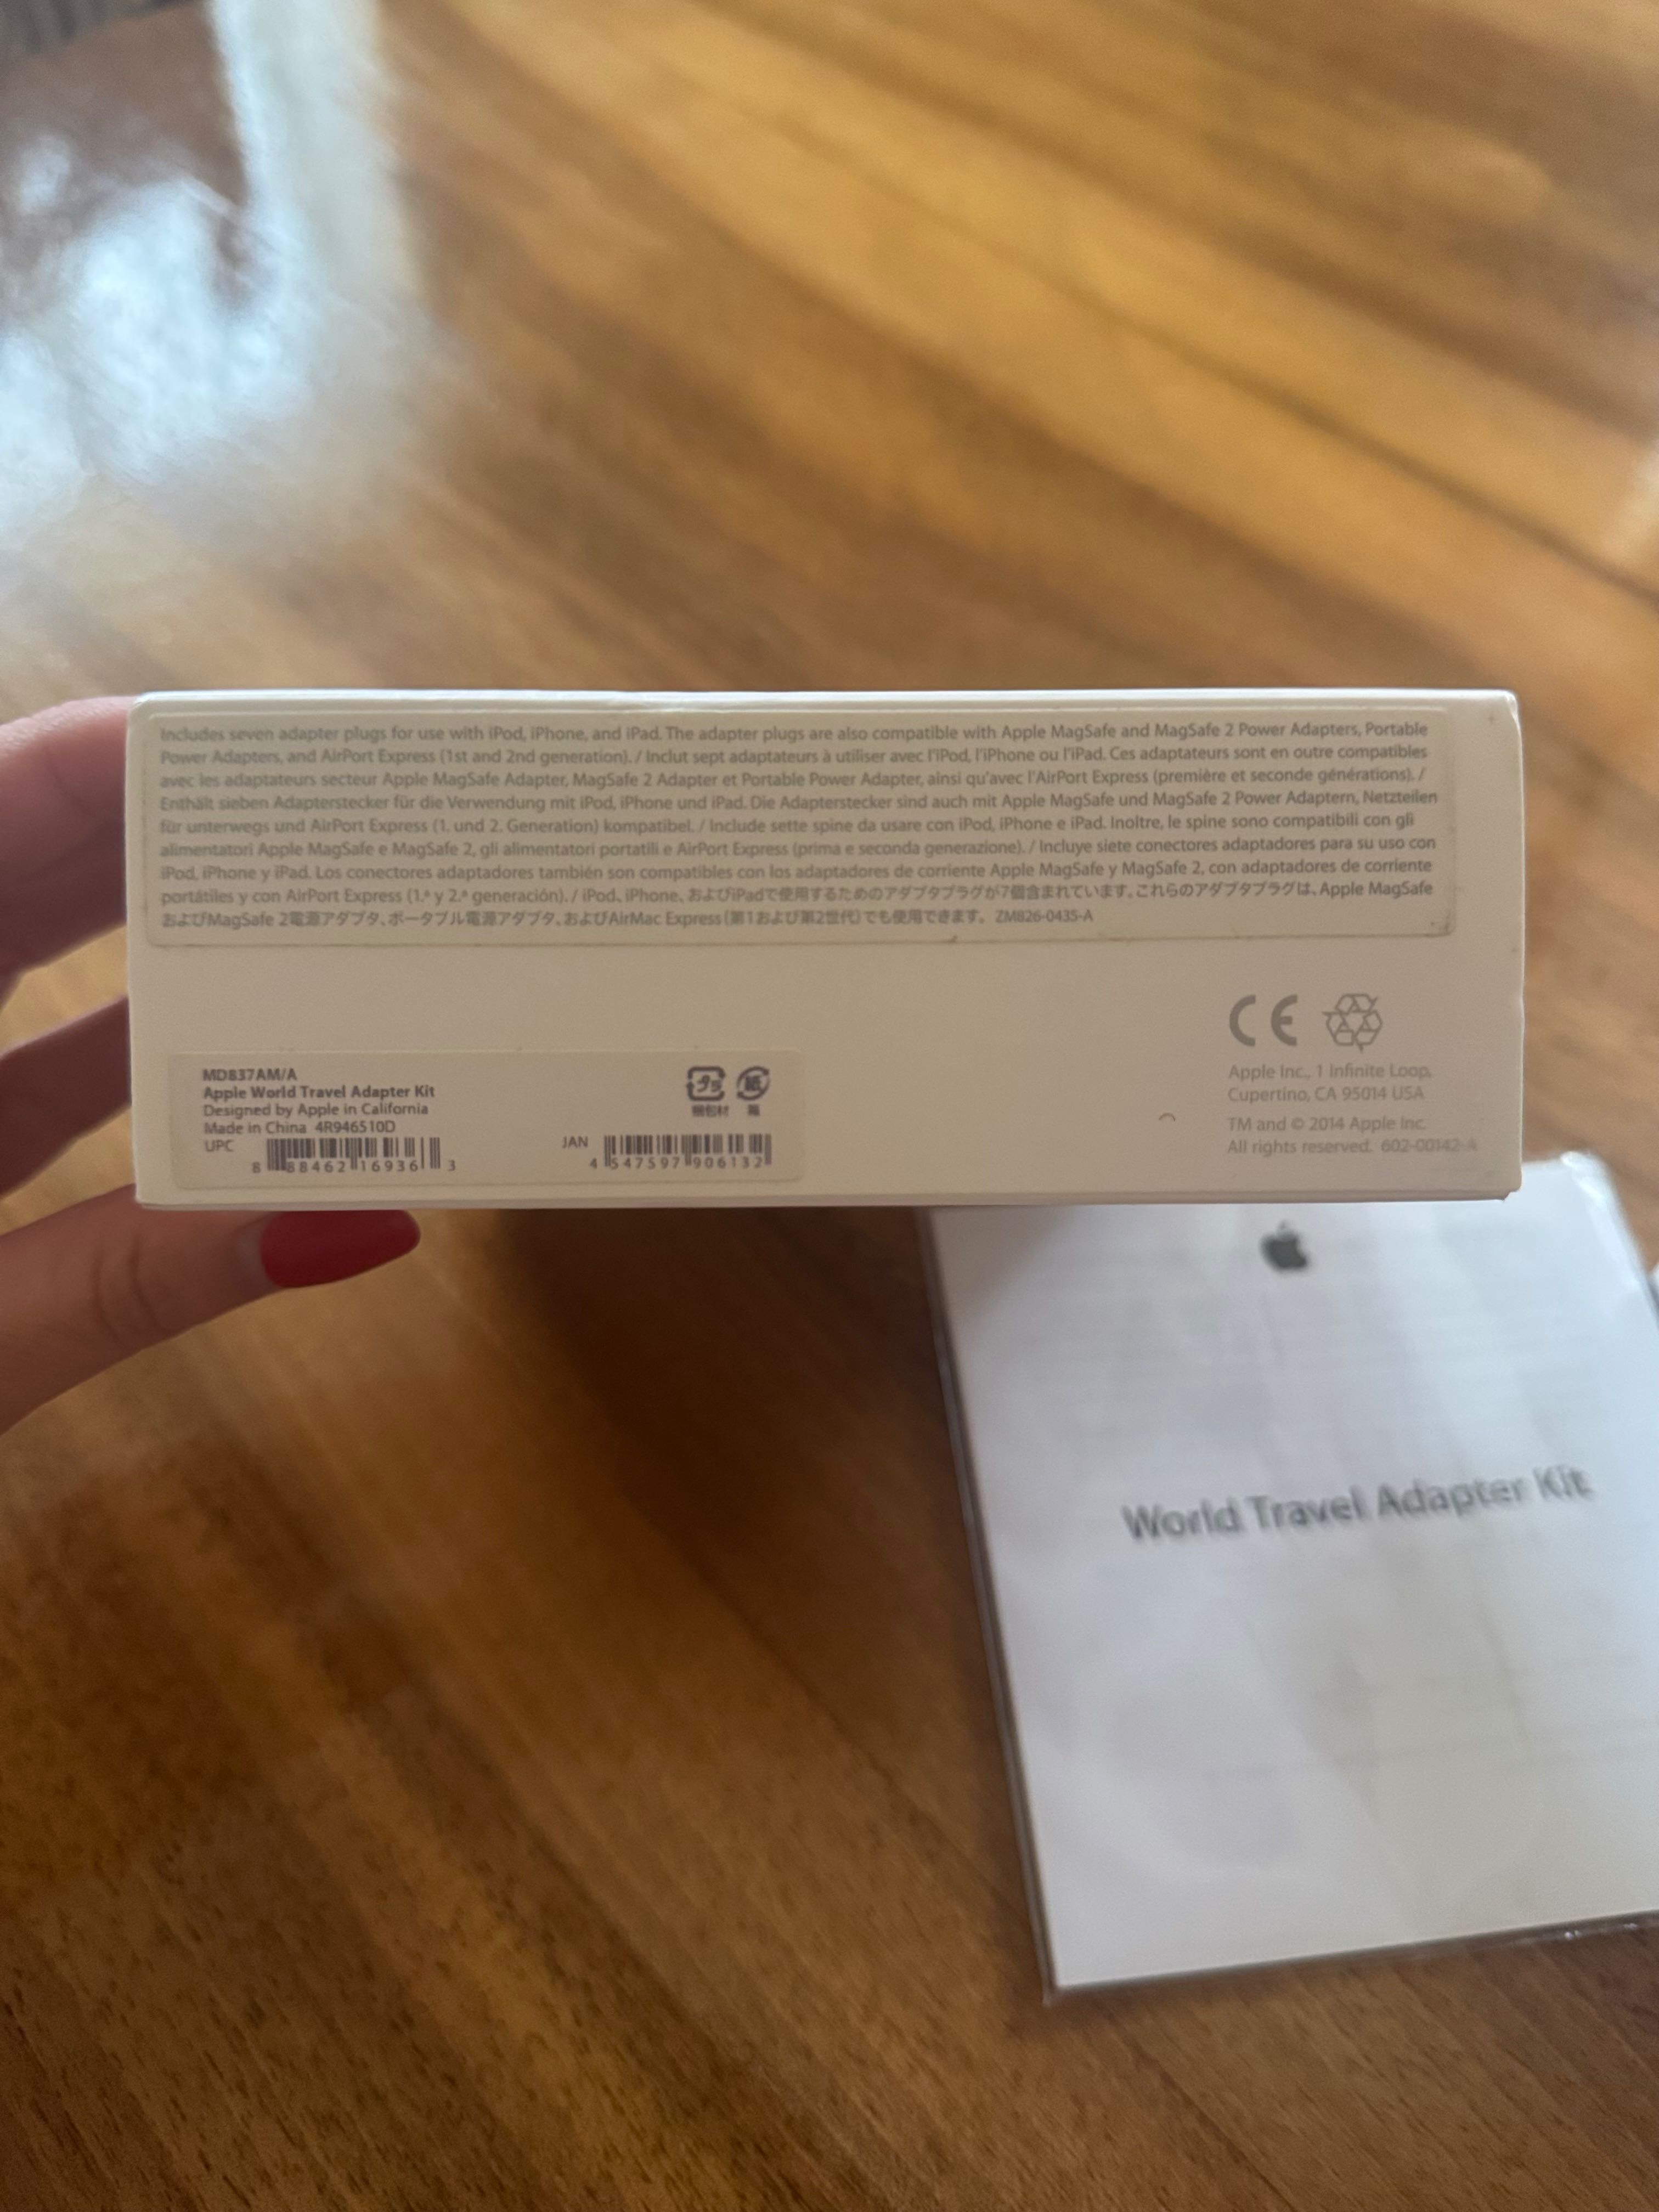 Includes seven adapter plugs for use with iPod, iPhone, and iPad. The adapter plugs are also compatible with Apple MagSafe and MagSafe 2 Power Adapters, Portable
Power Adapters, and AirPort Express (1st and 2nd generation). / Inclut sept adaptateurs à utiliser avec l'iPod, l'iPhone ou l'iPad. Ces adaptateurs sont en outre compatibles
avec les adaptateurs secteur Apple MagSafe Adapter, MagSafe 2 Adapter et Portable Power Adapter, ainsi qu'avec l'AirPort Express (première et seconde générations). /
Enthält sieben Adapterstecker für die Verwendung mit iPod, iPhone und iPad. Die Adapterstecker sind auch mit Apple MagSafe und MagSafe 2 Power Adaptern, Netzteilen
für unterwegs und AirPort Express (1. und 2. Generation) kompatibel. / Include sette spine da usare con iPod, iPhone e iPad. Inoltre, le spine sono compatibili con gli
alimentatori Apple MagSafe e MagSafe 2, gli alimentatori portatili e AirPort Express (prima e seconda generazione). / Incluye siete conectores adaptadores para su uso con
iPod, iPhone y iPad. Los conectores adaptadores también son compatibles con los adaptadores de corriente Apple MagSafe y MagSafe 2, con adaptadores de corriente
portátiles y con AirPort Express (1.ª y 2.ª generación). / iPod、iPhone、およびiPadで使用するためのアダプタプラグが7個含まれています。これらのアダプタプラグは、Apple MagSafe
およびMagSafe 2電源アダプタ、ポータブル電源アダプタ、およびAirMac Express（第1および第2世代）でも使用できます。 ZM826-0435-A
MD837AM/A
Apple World Travel Adapter Kit
Designed by Apple in California
Made in China 4R946510D
UPC
8 88462 16936 3
プラ
梱包材
紙
箱
JAN
4 547597 906132
CE
Apple Inc., 1 Infinite Loop,
Cupertino, CA 95014 USA
TM and © 2014 Apple Inc.
All rights reserved. 602-00142-A
World Travel Adapter Kit